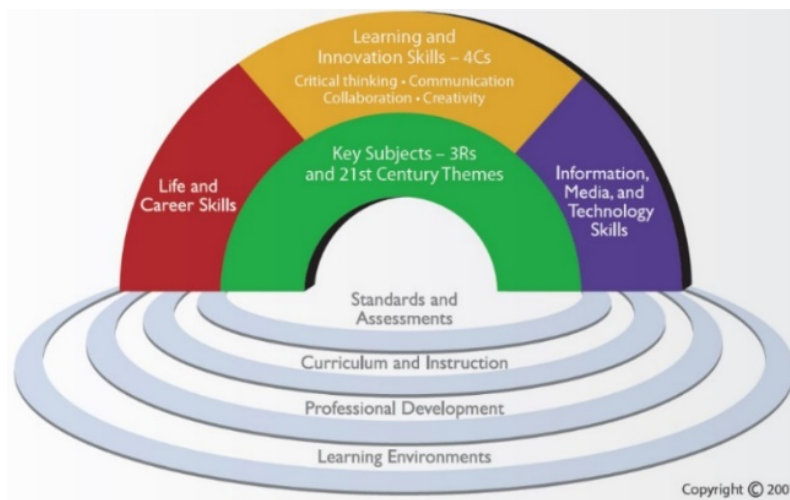 Learning and
Innovation Skills – 4Cs
Critical thinking • Communication
Collaboration • Creativity
Key Subjects – 3Rs
and 21st Century Themes
Life and
Career Skills
Information,
Media, and
Technology
Skills
Standards and
Assessments
Curriculum and Instruction
Professional Development
Learning Environments
Copyright © 200